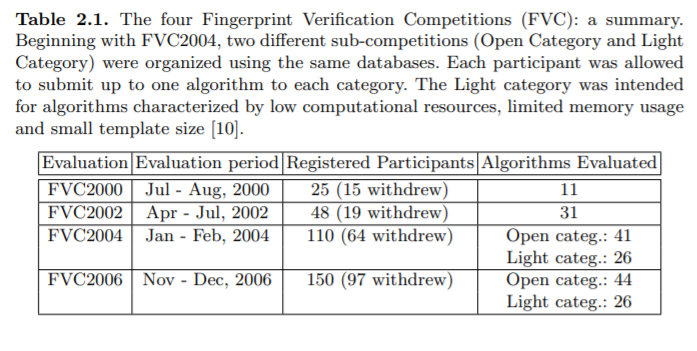 Table 2.1. The four Fingerprint Verification Competitions (FVC): a summary.
Beginning with FVC2004, two different sub-competitions (Open Category and Light
Category) were organized using the same databases. Each participant was allowed
to submit up to one algorithm to each category. The Light category was intended
for algorithms characterized by low computational resources, limited memory usage
and small template size [10].
Evaluation Evaluation period Registered Participants Algorithms Evaluated
FVC2000 Jul - Aug, 2000 25 (15 withdrew) 11
FVC2002 Apr - Jul, 2002 48 (19 withdrew) 31
FVC2004 Jan - Feb, 2004 110 (64 withdrew) Open categ.: 41
Light categ.: 26
FVC2006 Nov - Dec, 2006 150 (97 withdrew) Open categ.: 44
Light categ.: 26